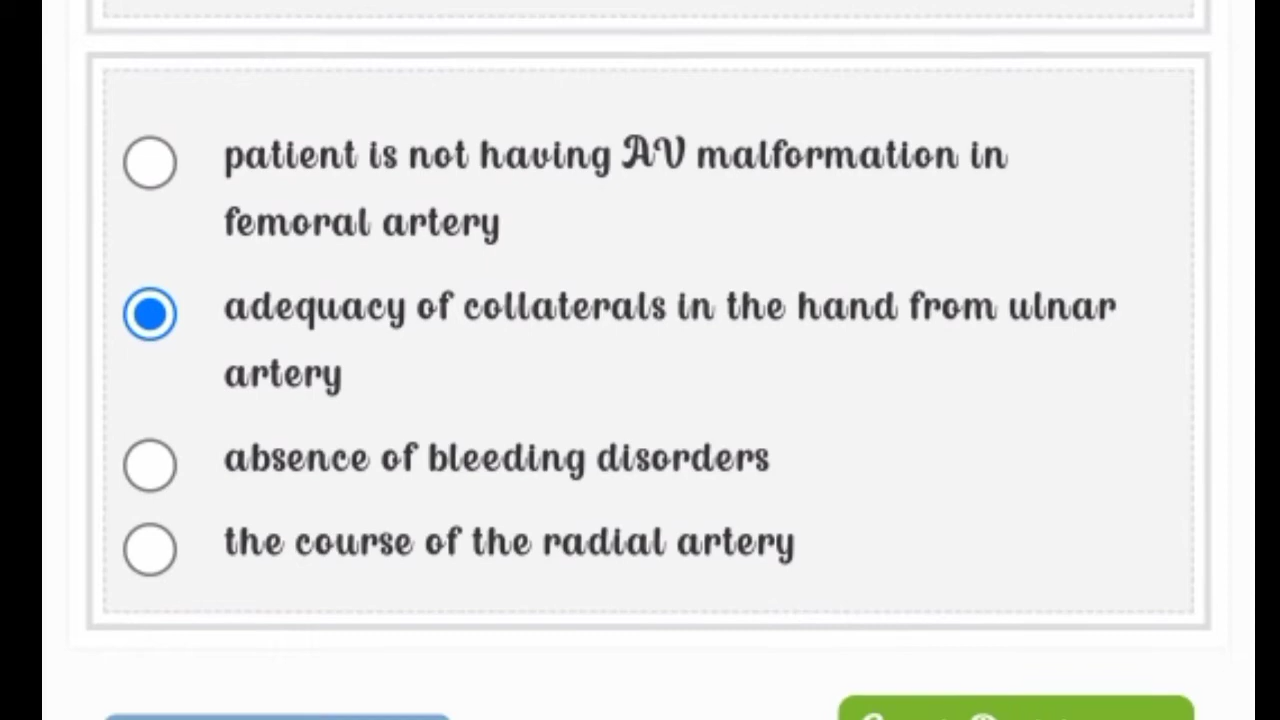 patient is not having AV malformation in
femoral artery
adequacy of collaterals in the hand from ulnar
artery
absence of bleeding disorders
the course of the radial artery